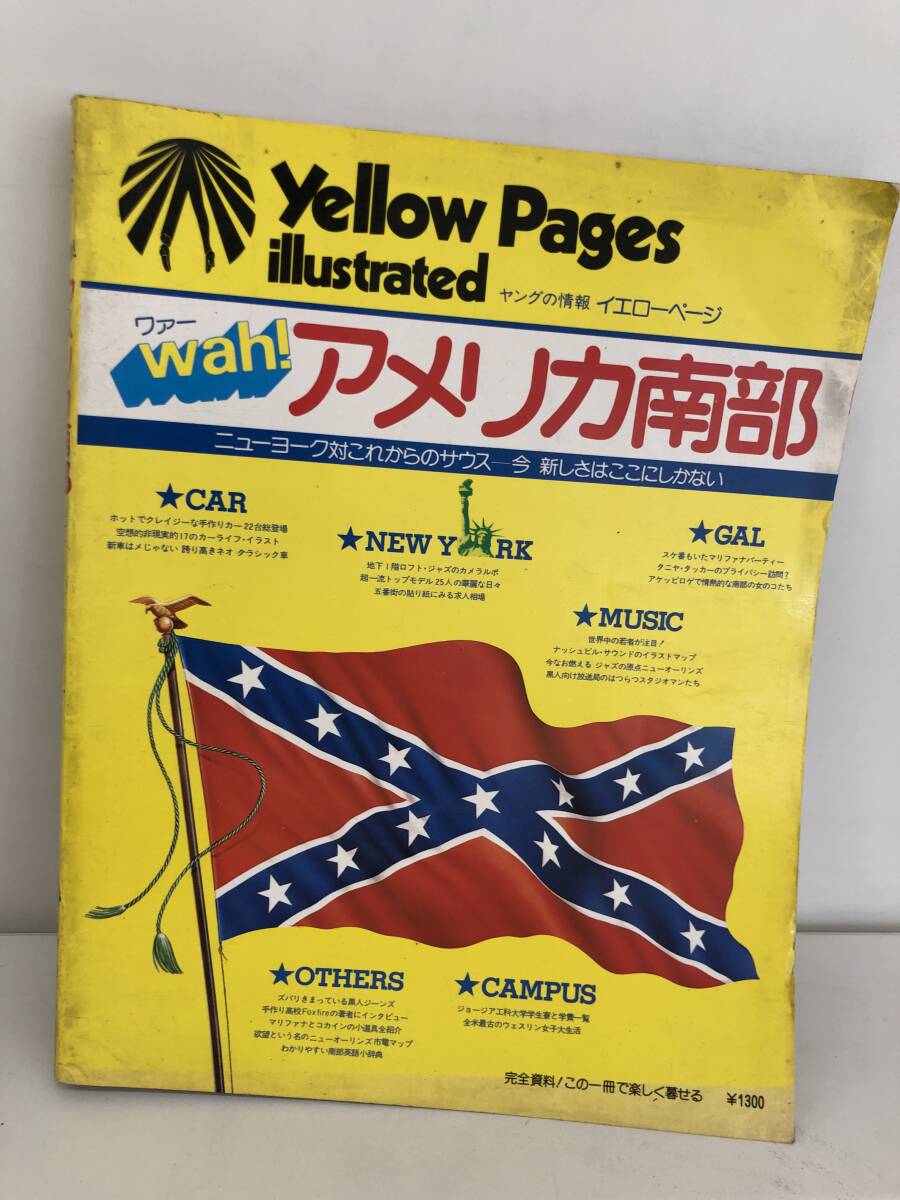 Yellow Pages
illustrated
ヤングの情報 イエローページ
ワァー
wah!
アメリカ南部
ニューヨーク対これからのサウス—今 新しさはここにしかない
★CAR
ホットでクレイジーな手作りカー22台総登場
空想的非現実的17のカーライフ・イラスト
新車はメじゃない 誇り高きネオ クラシック車
★NEW YORK
地下1階ロフト・ジャズのカメラルポ
超一流トップモデル25人の華麗な日々
五番街の貼り紙にみる求人相場
★GAL
スケ番もいたマリファナパーティー
タニヤ・タッカーのプライバシー訪問?
アケッピロゲで情熱的な南部の女のコたち
★MUSIC
世界中の若者が注目!
ナッシュビル・サウンドのイラストマップ
今なお燃える ジャズの原点ニューオーリンズ
黒人向け放送局のはつらつスタジオマンたち
★OTHERS
ズバリきまっている黒人ジーンズ
手作り高校Foxfireの著者にインタビュー
マリファナとコカインの小道具全紹介
欲望という名のニューオーリンズ市電マップ
わかりやすい南部英語小辞典
★CAMPUS
ジョージア工科大学学生寮と学費一覧
全米最古のウェスリン女子大生活
完全資料!この一冊で楽しく暮せる ¥1300